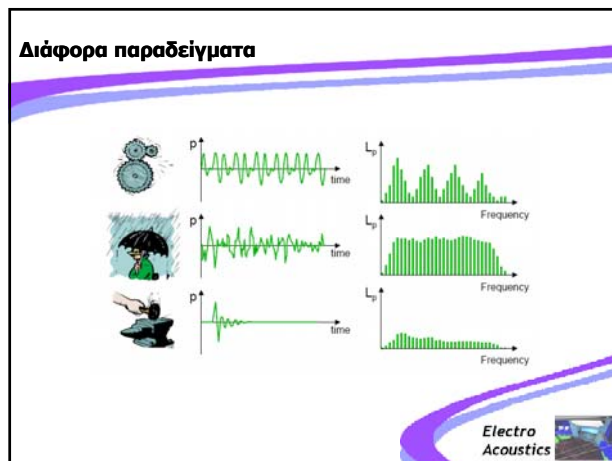 Διάφορα παραδείγματα
p
time
Lp
Frequency
p
time
Lp
Frequency
p
time
Lp
Frequency
Electro
Acoustics